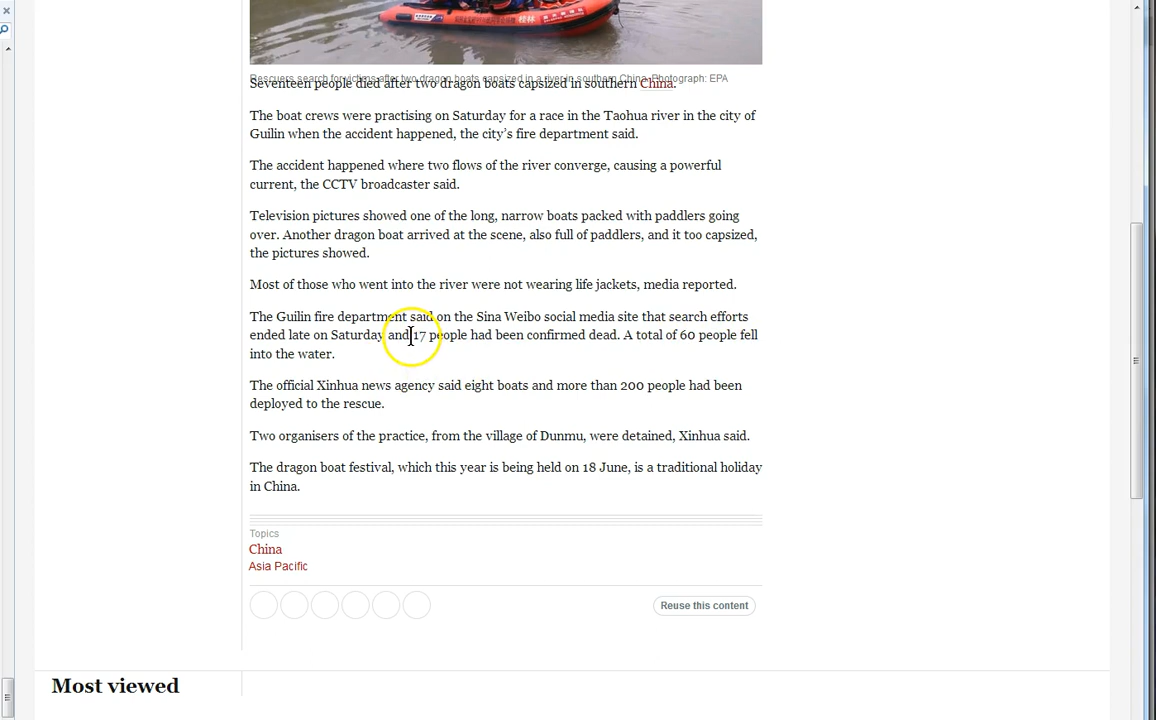 Rescuers search for victims after two dragon boats capsized in a river in southern China. Photograph: EPA
Seventeen people died after two dragon boats capsized in southern China.
The boat crews were practising on Saturday for a race in the Taohua river in the city of
Guilin when the accident happened, the city’s fire department said.
The accident happened where two flows of the river converge, causing a powerful
current, the CCTV broadcaster said.
Television pictures showed one of the long, narrow boats packed with paddlers going
over. Another dragon boat arrived at the scene, also full of paddlers, and it too capsized,
the pictures showed.
Most of those who went into the river were not wearing life jackets, media reported.
The Guilin fire department said on the Sina Weibo social media site that search efforts
ended late on Saturday and 17 people had been confirmed dead. A total of 60 people fell
into the water.
The official Xinhua news agency said eight boats and more than 200 people had been
deployed to the rescue.
Two organisers of the practice, from the village of Dunmu, were detained, Xinhua said.
The dragon boat festival, which this year is being held on 18 June, is a traditional holiday
in China.
Topics
China
Asia Pacific
Reuse this content
Most viewed